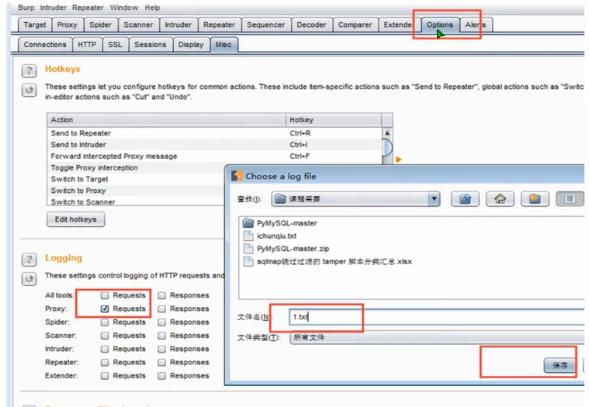 Burp Intruder Repeater Window Help
Target Proxy Spider Scanner Intruder Repeater Sequencer Decoder Comparer Extender Options Alerts
Connections HTTP SSL Sessions Display Misc
? Hotkeys
These settings let you configure hotkeys for common actions. These include item-specific actions such as "Send to Repeater", global actions such as "Switc
in-editor actions such as "Cut" and "Undo".
Action Hotkey
Send to Repeater Ctrl+R
Send to Intruder Ctrl+I
Forward intercepted Proxy message Ctrl+F
Toggle Proxy interception
Switch to Target
Switch to Proxy
Switch to Scanner
Edit hotkeys
Choose a log file
查找(I): 课程需要
PyMySQL-master
ichunqiu.txt
PyMySQL-master.zip
sqlmap绕过过滤的 tamper 脚本分类汇总.xlsx
文件名(N): 1.txt
文件类型(T): 所有文件
保存
? Logging
These settings control logging of HTTP requests and
All tools: Requests Responses
Proxy: Requests Responses
Spider: Requests Responses
Scanner: Requests Responses
Intruder: Requests Responses
Repeater: Requests Responses
Extender: Requests Responses